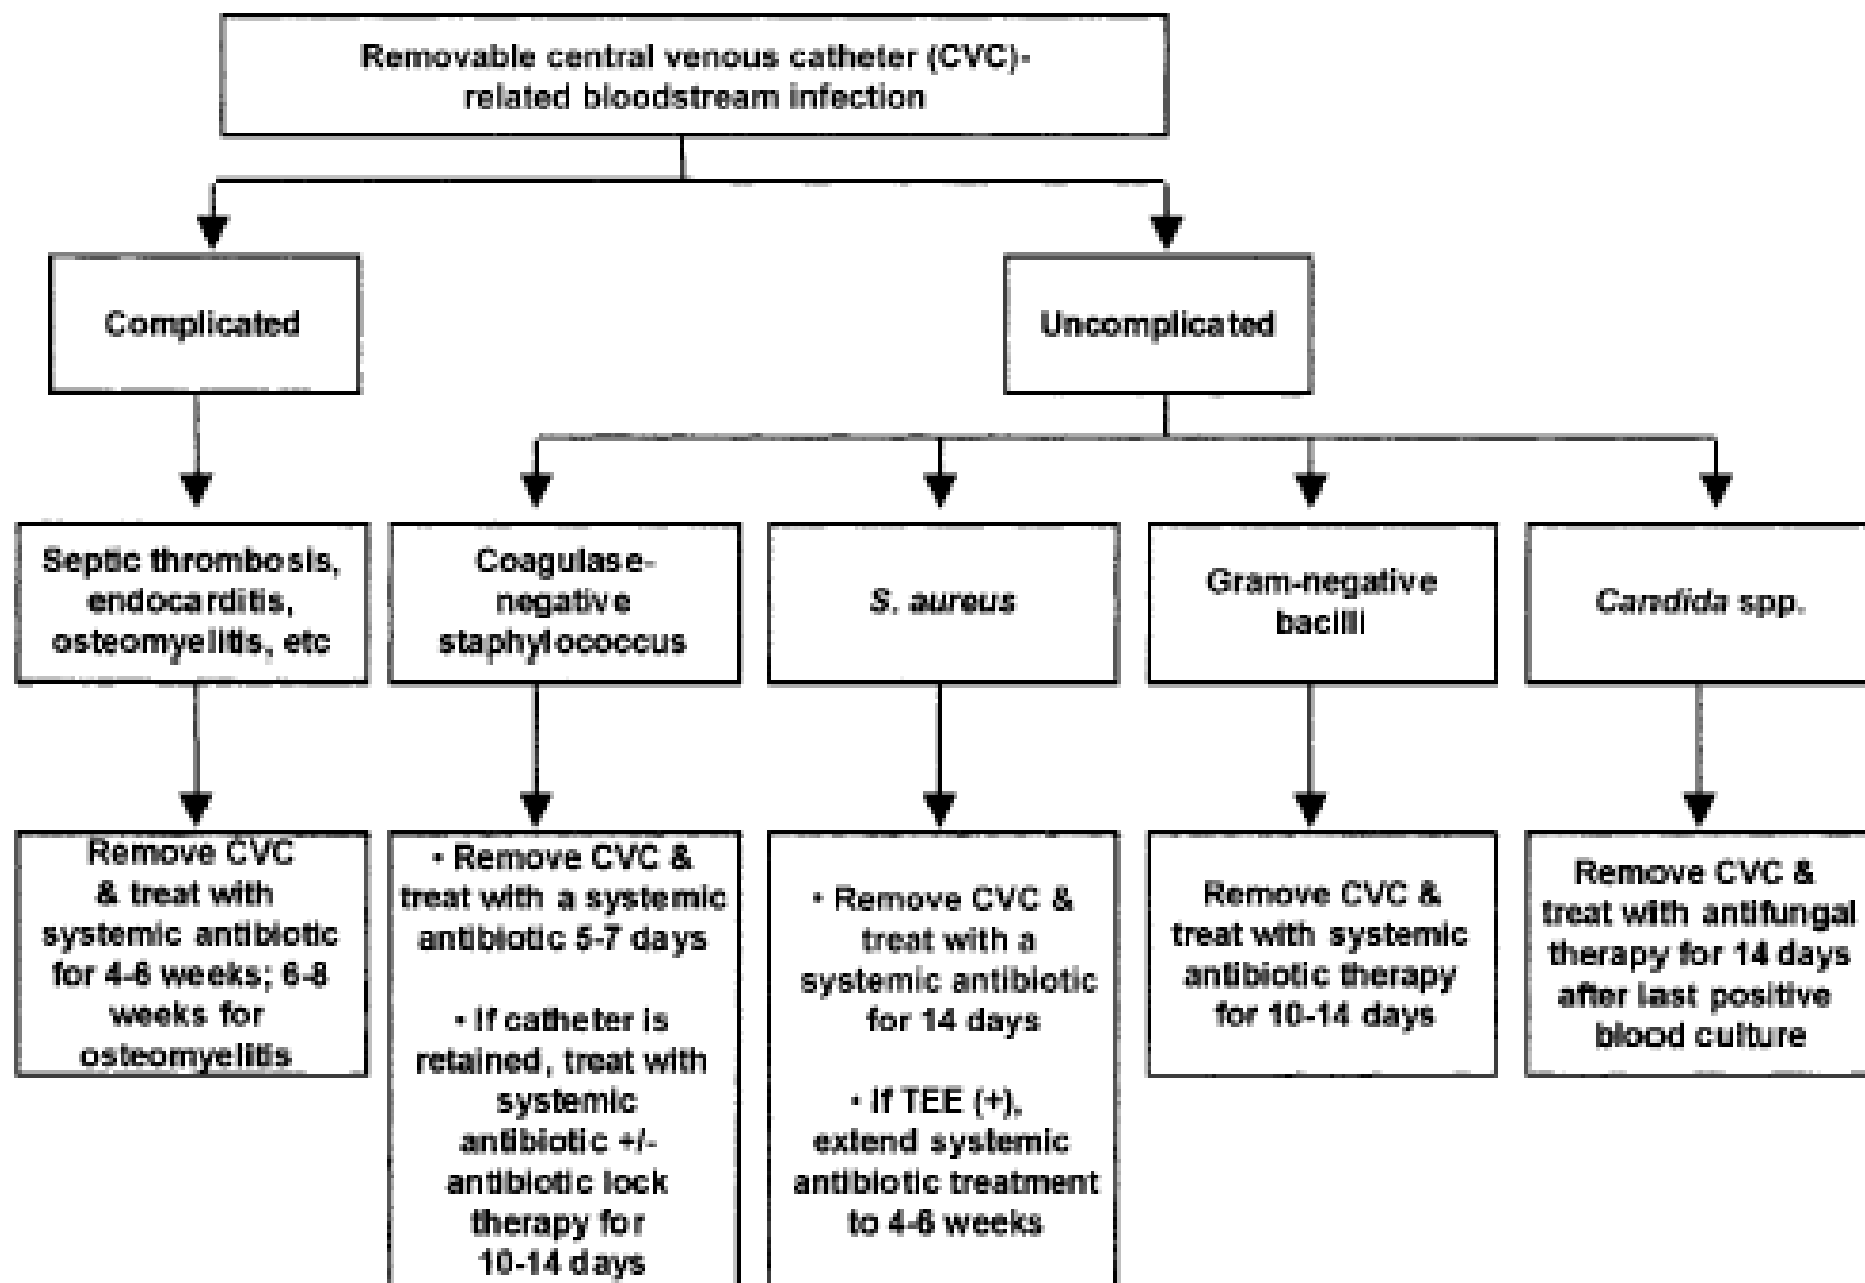 Removable central venous catheter (CVC)-
related bloodstream infection
Complicated
Uncomplicated
Septic thrombosis,
endocarditis,
osteomyelitis, etc
Coagulase-
negative
staphylococcus
S. aureus
Gram-negative
bacilli
Candida spp.
Remove CVC
& treat with
systemic antibiotic
for 4-6 weeks; 6-8
weeks for
osteomyelitis
• Remove CVC &
treat with a systemic
antibiotic 5-7 days
• If catheter is
retained, treat with
systemic
antibiotic +/-
antibiotic lock
therapy for
10-14 days
• Remove CVC &
treat with a
systemic antibiotic
for 14 days
• If TEE (+),
extend systemic
antibiotic treatment
to 4-6 weeks
Remove CVC &
treat with systemic
antibiotic therapy
for 10-14 days
Remove CVC &
treat with antifungal
therapy for 14 days
after last positive
blood culture